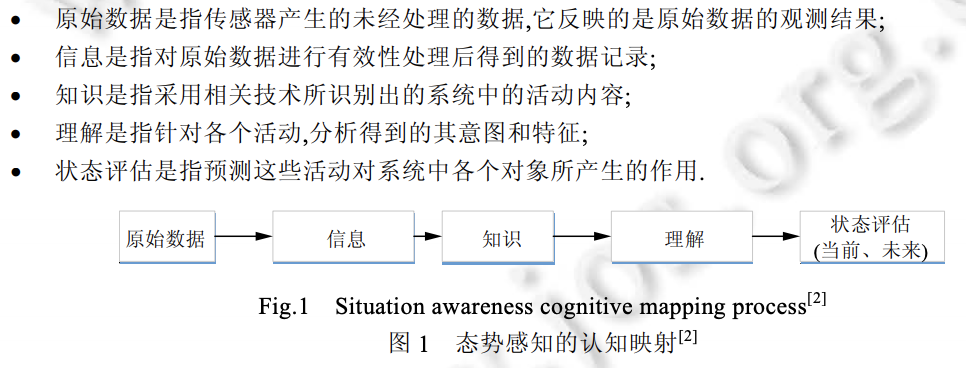 • 原始数据是指传感器产生的未经处理的数据,它反映的是原始数据的观测结果;
• 信息是指对原始数据进行有效性处理后得到的数据记录;
• 知识是指采用相关技术所识别出的系统中的活动内容;
• 理解是指针对各个活动,分析得到的其意图和特征;
• 状态评估是指预测这些活动对系统中各个对象所产生的作用.
原始数据
信息
知识
理解
状态评估
(当前、未来)
Fig.1 Situation awareness cognitive mapping process[2]
图 1 态势感知的认知映射[2]
jos.org.